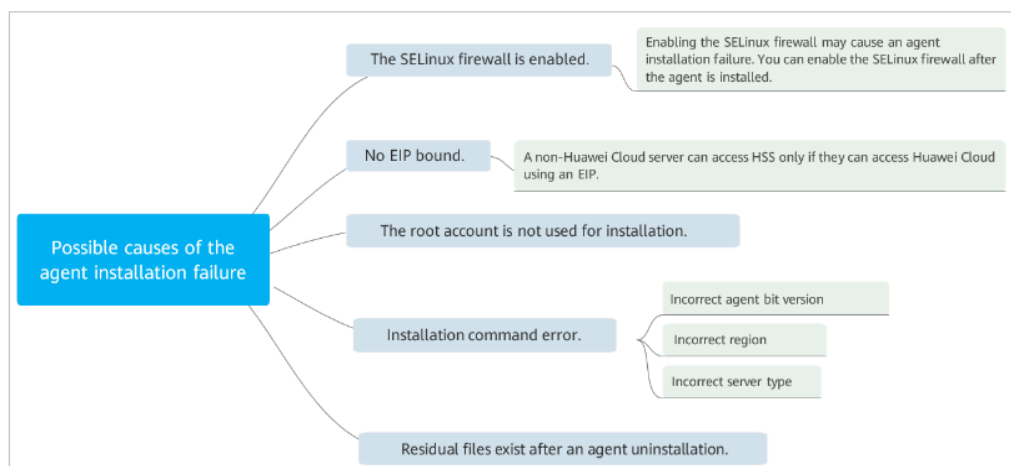 The SELinux firewall is enabled.
Enabling the SELinux firewall may cause an agent
installation failure. You can enable the SELinux firewall after
the agent is installed.
No EIP bound.
A non-Huawei Cloud server can access HSS only if they can access Huawei Cloud
using an EIP.
Possible causes of the
agent installation failure
The root account is not used for installation.
Installation command error.
Incorrect agent bit version
Incorrect region
Incorrect server type
Residual files exist after an agent uninstallation.